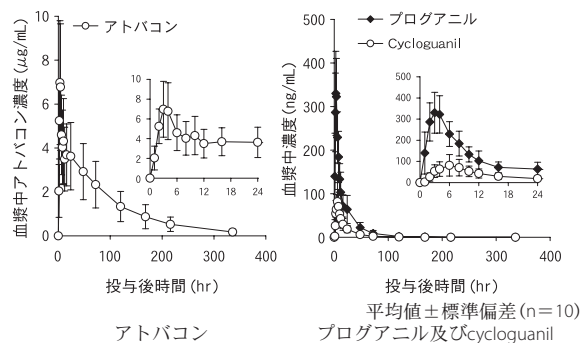 アトバコン
血漿中アトバコン濃度(μg/mL)
10
8
6
4
2
0
0 100 200 300 400
10
8
6
4
2
0
0 6 12 18 24
投与後時間(hr)
アトバコン
プログアニル
Cycloguanil
血漿中濃度(ng/mL)
500
400
300
200
100
0
0 100 200 300 400
500
400
300
200
100
0
0 6 12 18 24
投与後時間(hr)
平均値±標準偏差(n=10)
プログアニル及びcycloguanil